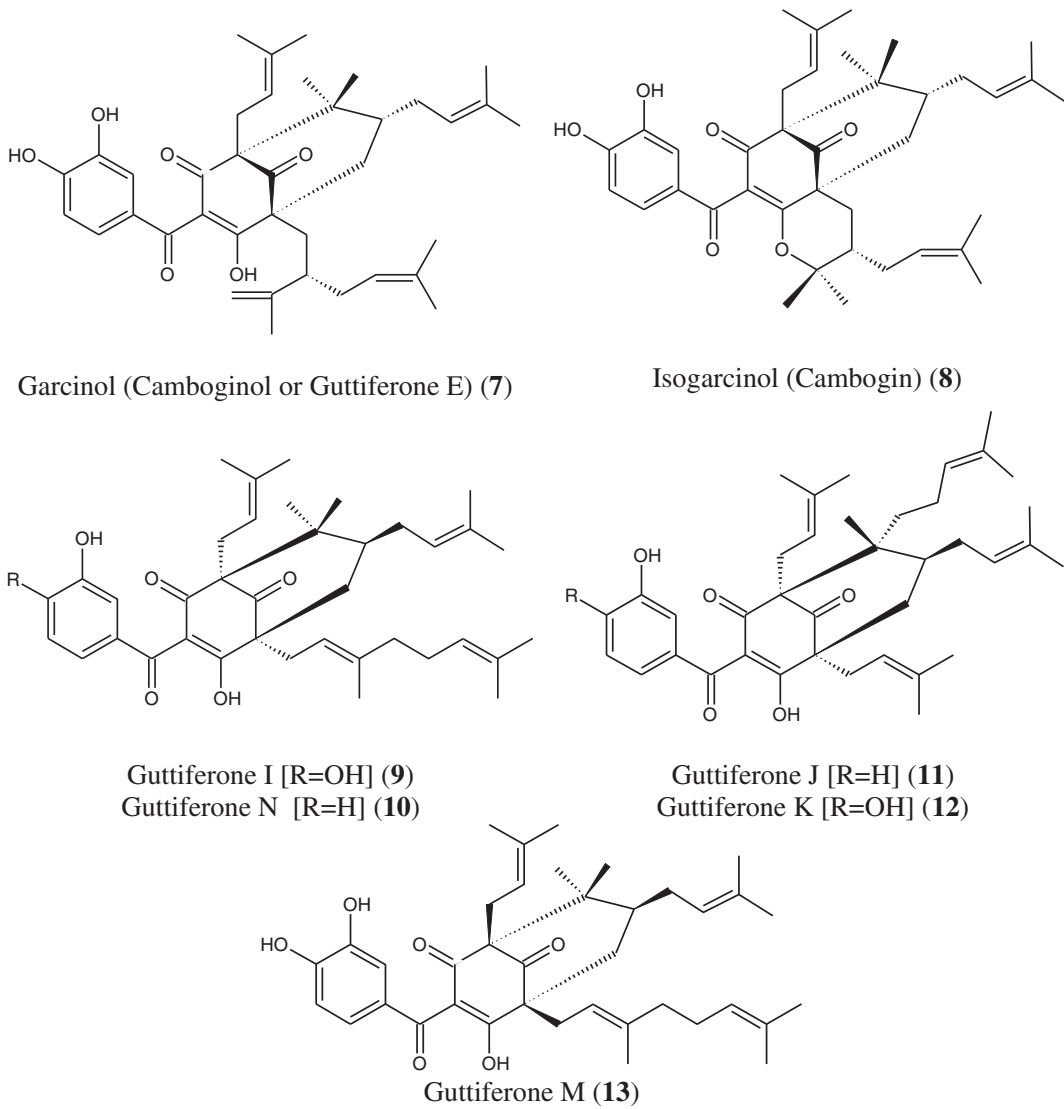 OH
HO
O
O
O
OH
Garcinol (Camboginol or Guttiferone E) (7)
OH
HO
O
O
O
O
Isogarcinol (Cambogin) (8)
OH
R
O
O
O
OH
Guttiferone I [R=OH] (9)
Guttiferone N [R=H] (10)
OH
R
O
O
O
OH
Guttiferone J [R=H] (11)
Guttiferone K [R=OH] (12)
OH
HO
O
O
O
OH
Guttiferone M (13)